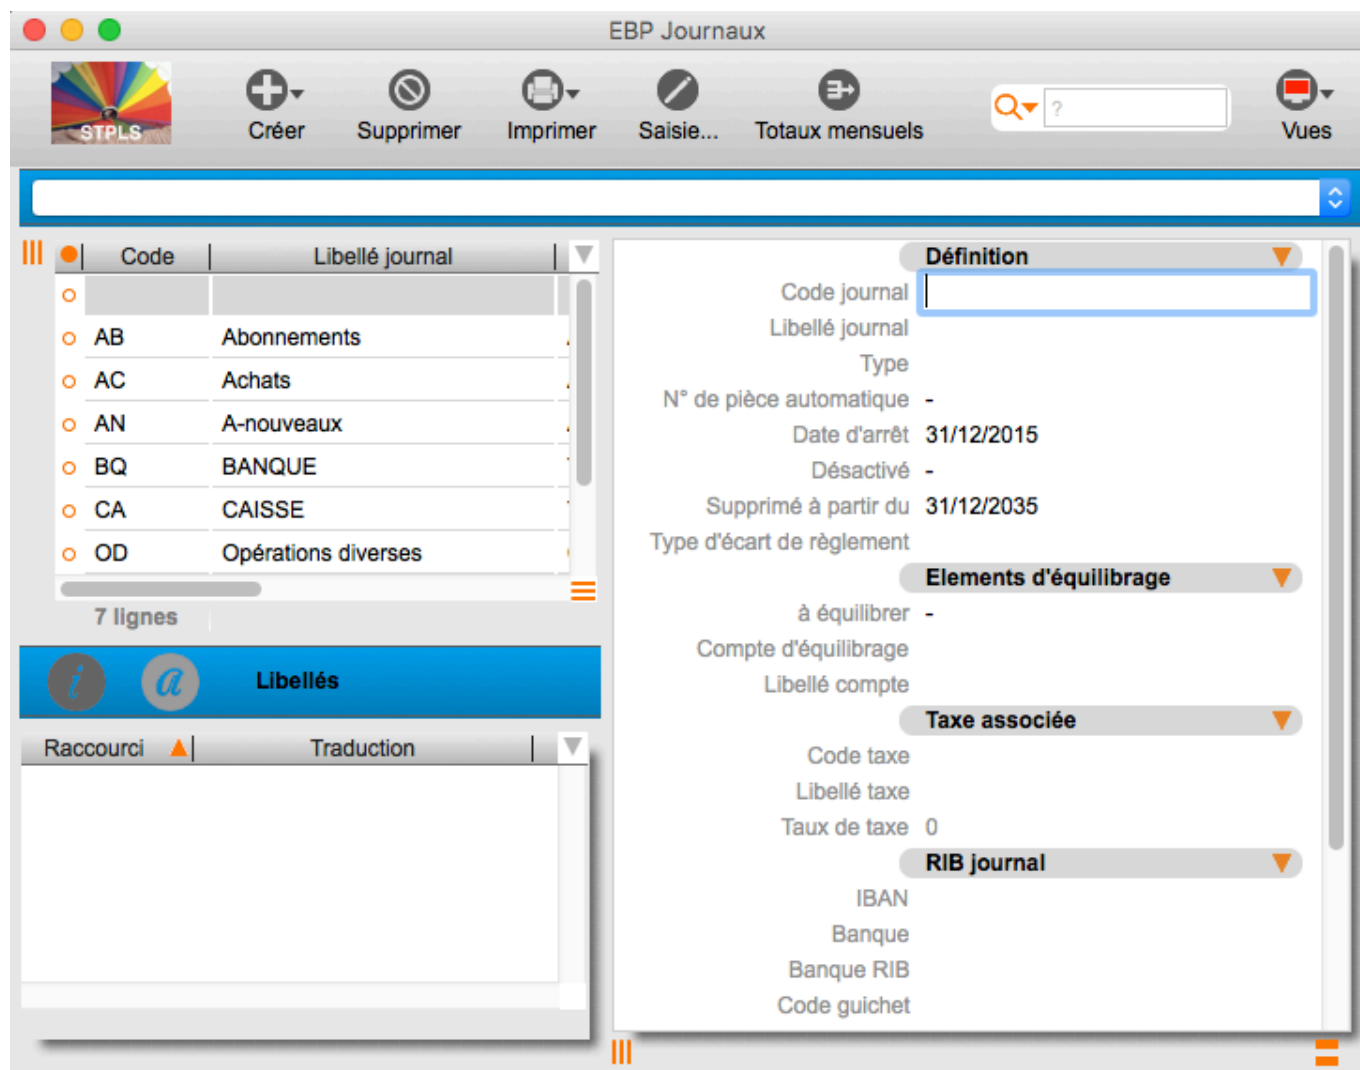 EBP Journaux
STPLS
Créer Supprimer Imprimer Saisie... Totaux mensuels ? Vues
Code Libellé journal
AB Abonnements
AC Achats
AN A-nouveaux
BQ BANQUE
CA CAISSE
OD Opérations diverses
7 lignes
i a Libellés
Raccourci Traduction
Définition
Code journal
Libellé journal
Type
N° de pièce automatique -
Date d'arrêt 31/12/2015
Désactivé -
Supprimé à partir du 31/12/2035
Type d'écart de règlement
Elements d'équilibrage
à équilibrer -
Compte d'équilibrage
Libellé compte
Taxe associée
Code taxe
Libellé taxe
Taux de taxe 0
RIB journal
IBAN
Banque
Banque RIB
Code guichet